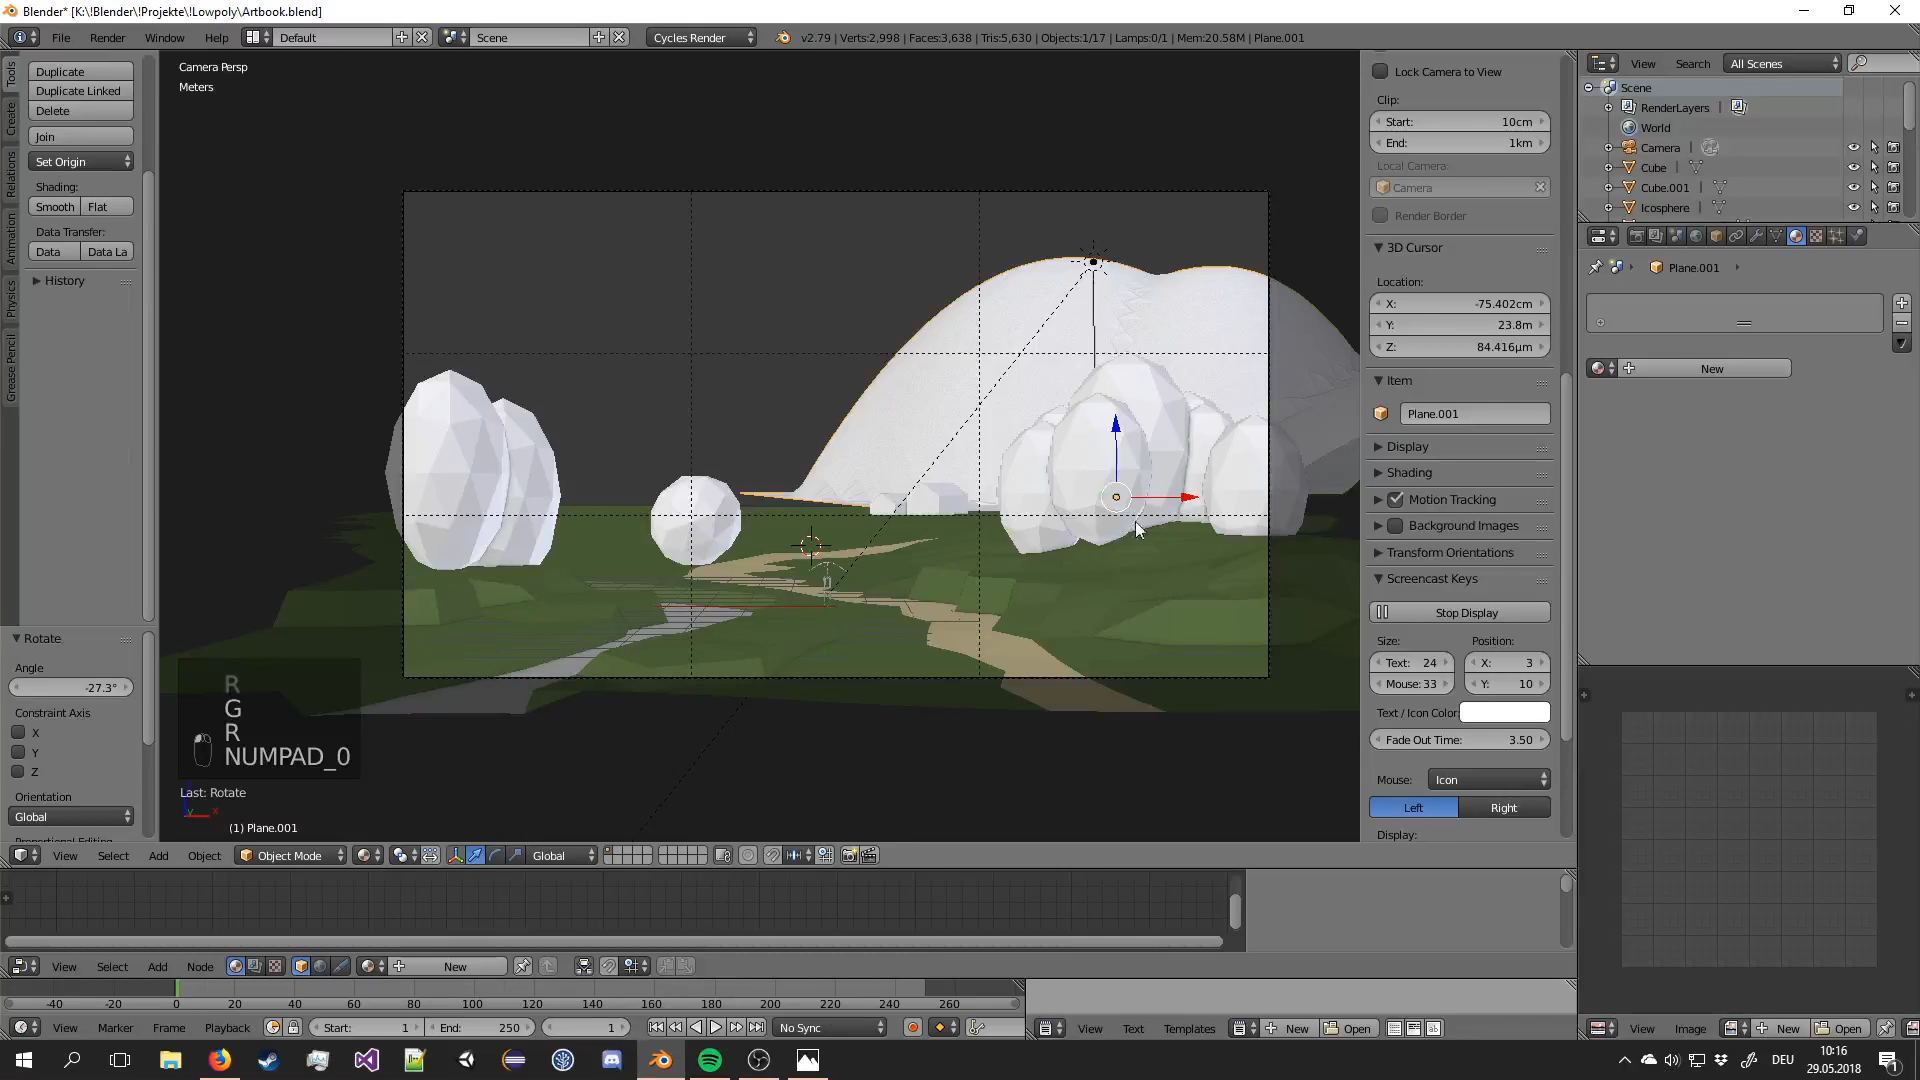 Blender* [K:\!Blender\!Projekte\!Lowpoly\Artbook.blend]
File Render Window Help Default Scene Cycles Render v2.79 | Verts:2,998 | Faces:3,638 | Tris:5,630 | Objects:1/17 | Lamps:0/1 | Mem:20.58M | Plane.001
Tools
Create
Relations
Animation
Physics
Grease Pencil
Duplicate
Duplicate Linked
Delete
Join
Set Origin
Shading:
Smooth Flat
Data Transfer:
Data Data La
History
Rotate
Angle
-27.3°
Constraint Axis
X
Y
Z
Orientation
Global
Camera Persp
Meters
R
G
R
NUMPAD_0
Last: Rotate
(1) Plane.001
View Select Add Object Object Mode Global
Lock Camera to View
Clip:
Start: 10cm
End: 1km
Local Camera:
Camera
Render Border
3D Cursor
Location:
X: -75.402cm
Y: 23.8m
Z: 84.416µm
Item
Plane.001
Display
Shading
Motion Tracking
Background Images
Transform Orientations
Screencast Keys
Stop Display
Size: Position:
Text: 24 X: 3
Mouse: 33 Y: 10
Text / Icon Color
Fade Out Time: 3.50
Mouse: Icon
Left Right
Display:
View Search All Scenes
Scene
RenderLayers
World
Camera
Cube
Cube.001
Icosphere
Plane.001
New
View Select Add Node New
-40 -20 0 20 40 60 80 100 120 140 160 180 200 220 240 260
View Marker Frame Playback Start: 1 End: 250 1 No Sync
View Text Templates New Open
View Image New Open
DEU
10:16
29.05.2018
1